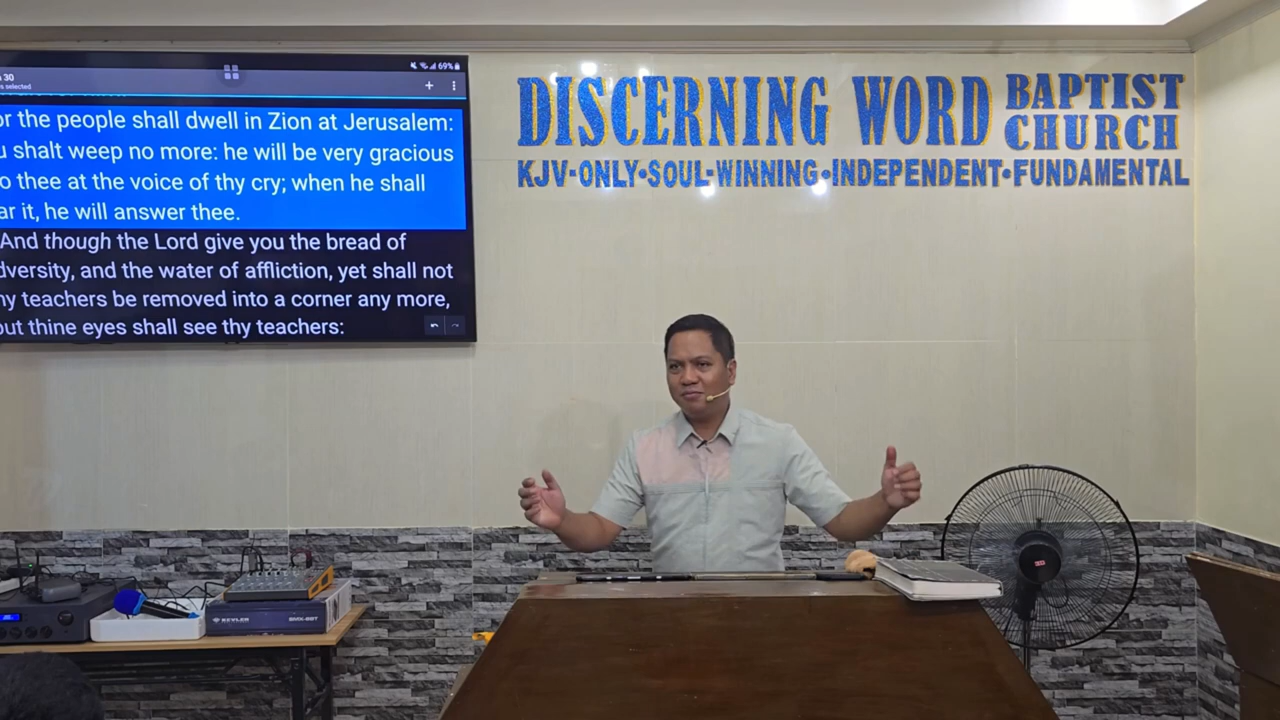 30
selected
69%
or the people shall dwell in Zion at Jerusalem:
u shalt weep no more: he will be very gracious
o thee at the voice of thy cry; when he shall
ar it, he will answer thee.
And though the Lord give you the bread of
dversity, and the water of affliction, yet shall not
hy teachers be removed into a corner any more,
out thine eyes shall see thy teachers:
DISCERNING WORD BAPTIST CHURCH
KJV-ONLY•SOUL-WINNING•INDEPENDENT•FUNDAMENTAL
KEVLER